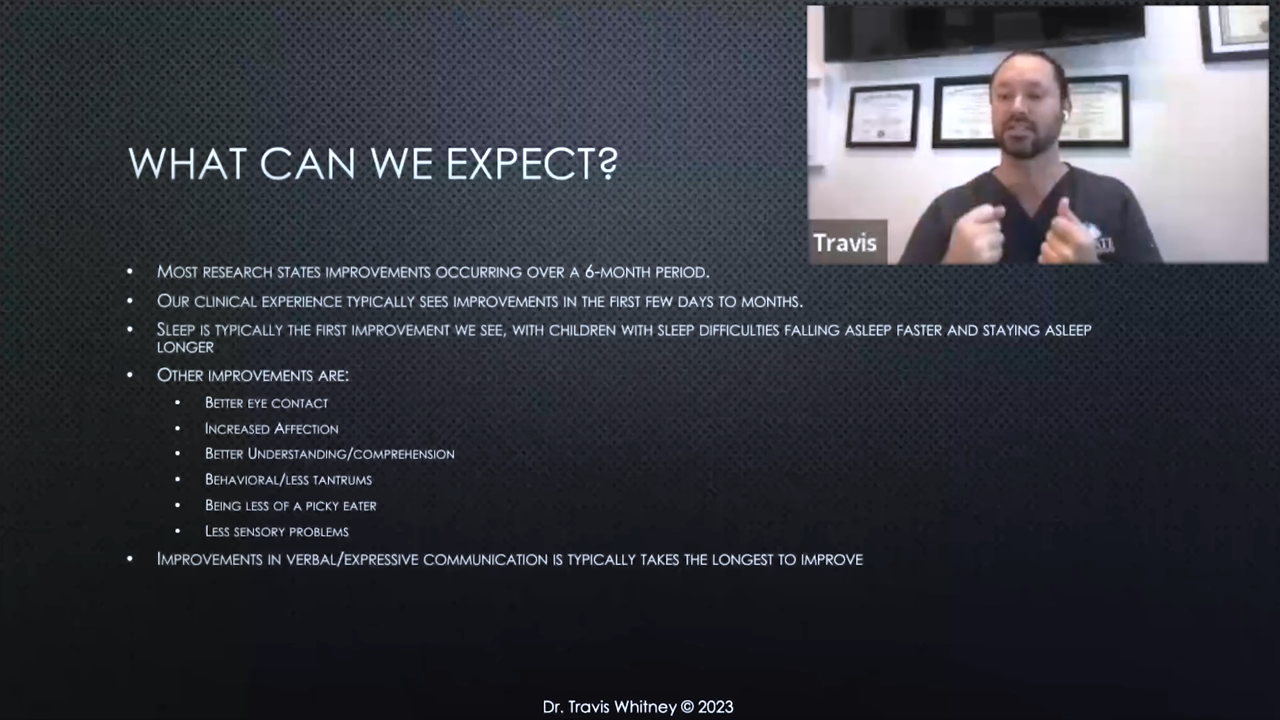 WHAT CAN WE EXPECT?
Travis
• MOST RESEARCH STATES IMPROVEMENTS OCCURRING OVER A 6-MONTH PERIOD.
• OUR CLINICAL EXPERIENCE TYPICALLY SEES IMPROVEMENTS IN THE FIRST FEW DAYS TO MONTHS.
• SLEEP IS TYPICALLY THE FIRST IMPROVEMENT WE SEE, WITH CHILDREN WITH SLEEP DIFFICULTIES FALLING ASLEEP FASTER AND STAYING ASLEEP
LONGER
• OTHER IMPROVEMENTS ARE:
• BETTER EYE CONTACT
• INCREASED AFFECTION
• BETTER UNDERSTANDING/COMPREHENSION
• BEHAVIORAL/LESS TANTRUMS
• BEING LESS OF A PICKY EATER
• LESS SENSORY PROBLEMS
• IMPROVEMENTS IN VERBAL/EXPRESSIVE COMMUNICATION IS TYPICALLY TAKES THE LONGEST TO IMPROVE
Dr. Travis Whitney © 2023